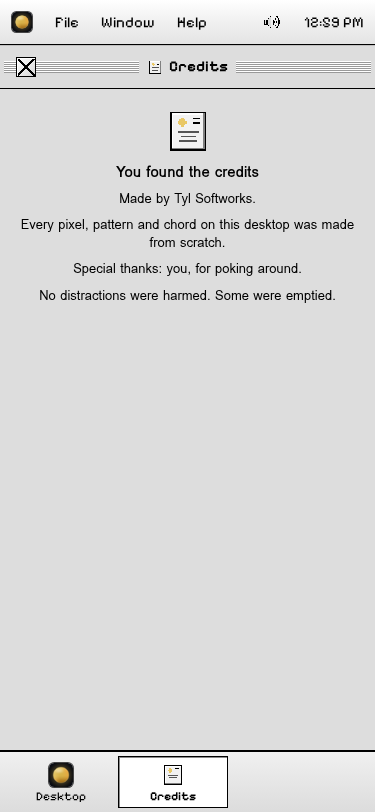 File Window Help 12:59 PM
Credits
You found the credits
Made by Tyl Softworks.
Every pixel, pattern and chord on this desktop was made
from scratch.
Special thanks: you, for poking around.
No distractions were harmed. Some were emptied.
Desktop Credits